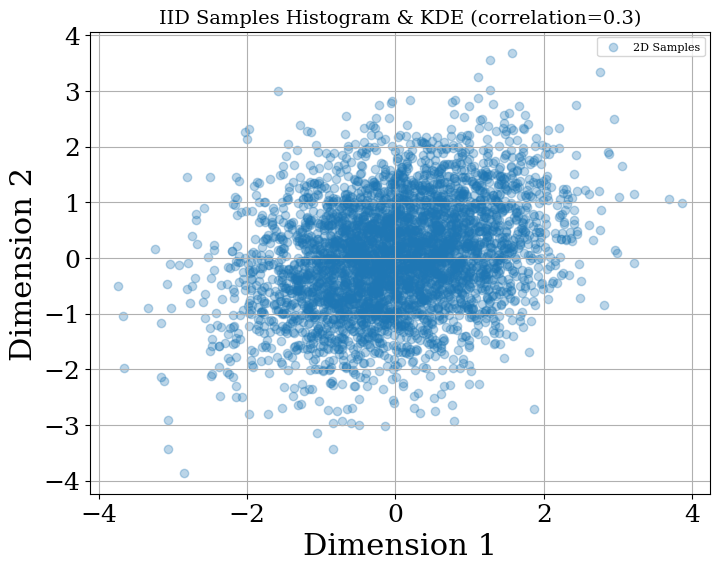 IID Samples Histogram & KDE (correlation=0.3)
2D Samples
4
3
2
1
0
−1
−2
−3
−4
Dimension 2
−4 −2 0 2 4
Dimension 1